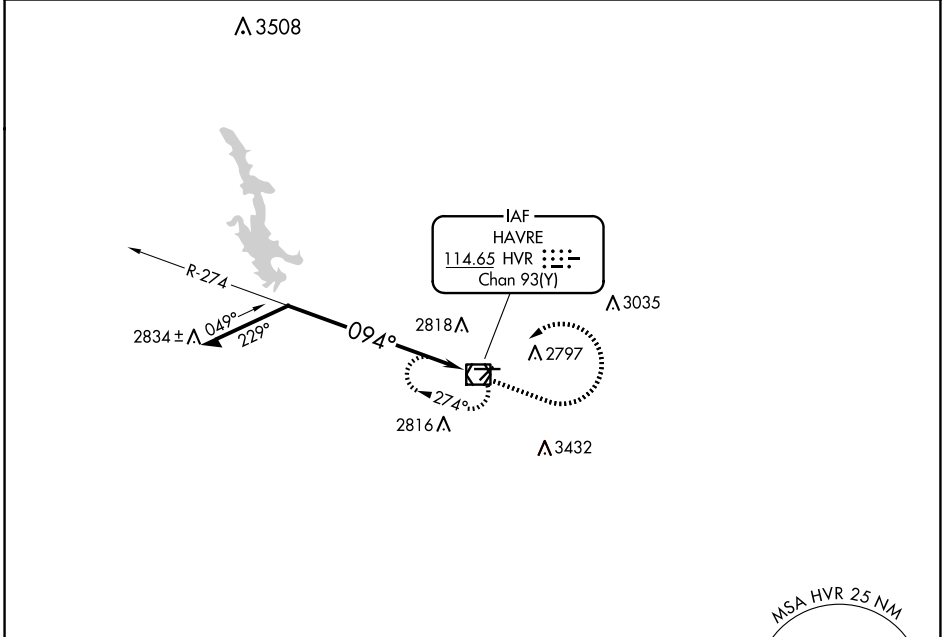 3508
IAF
HAVRE
114.65 HVR
Chan 93(Y)
R-274
3035
2834 ±
049°
229°
094°
2818
2797
274°
2816
3432
MSA HVR 25 NM